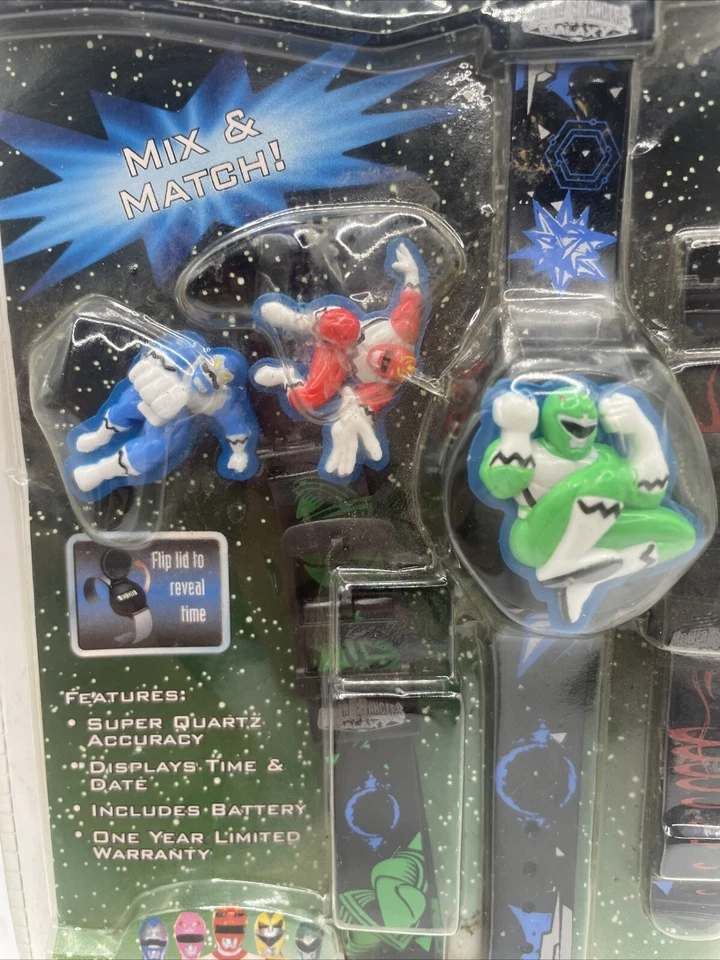 GALAXY
MIX &
MATCH!
Flip lid to
reveal
time
FEATURES:
• SUPER QUARTZ
ACCURACY
• DISPLAYS TIME &
DATE
• INCLUDES BATTERY
• ONE YEAR LIMITED
WARRANTY